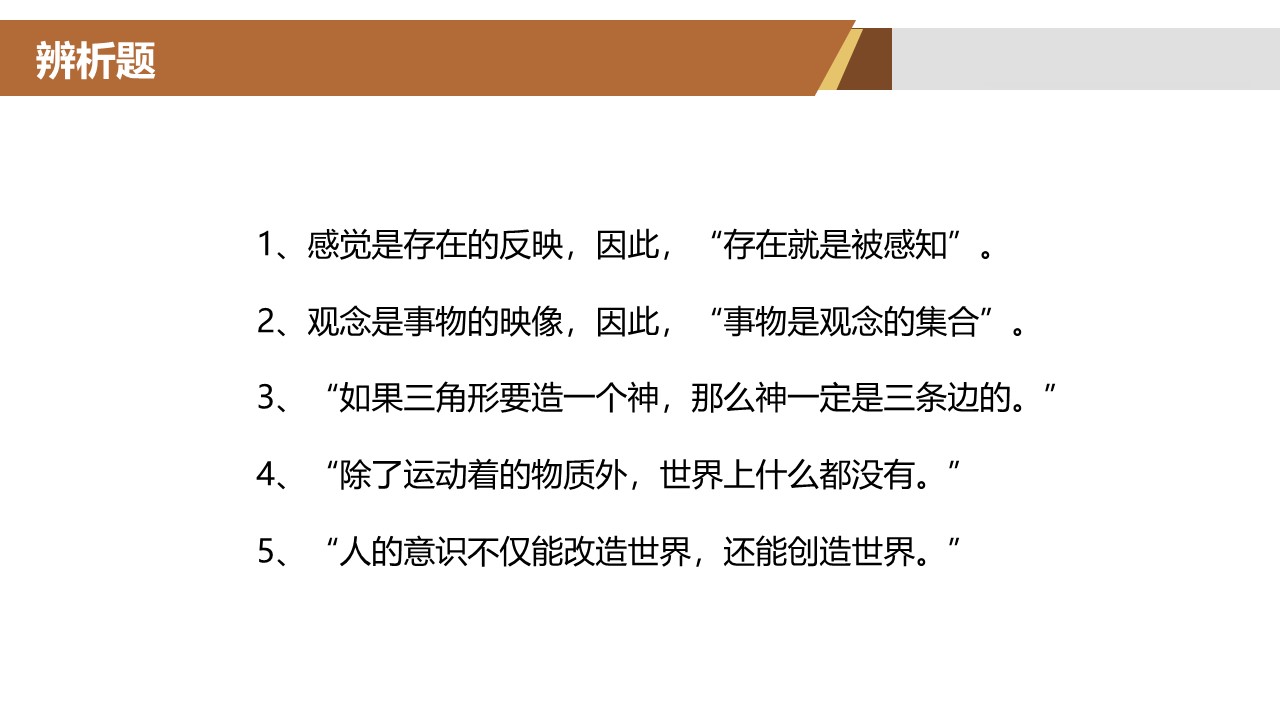 辨析题
1、感觉是存在的反映，因此，“存在就是被感知”。
2、观念是事物的映像，因此，“事物是观念的集合”。
3、“如果三角形要造一个神，那么神一定是三条边的。”
4、“除了运动着的物质外，世界上什么都没有。”
5、“人的意识不仅能改造世界，还能创造世界。”